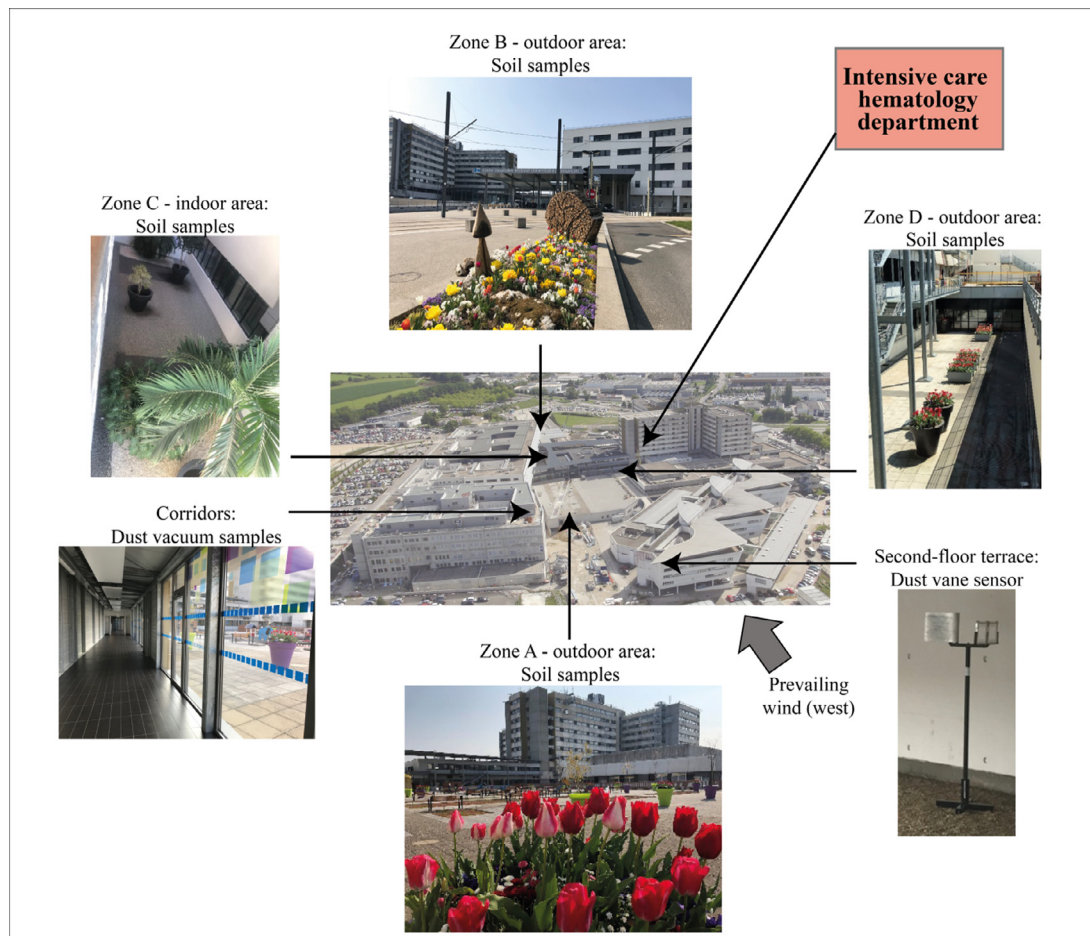 Zone B - outdoor area:
Soil samples
Intensive care
hematology
department
Zone C - indoor area:
Soil samples
Zone D - outdoor area:
Soil samples
Corridors:
Dust vacuum samples
Second-floor terrace:
Dust vane sensor
Zone A - outdoor area:
Soil samples
Prevailing
wind (west)